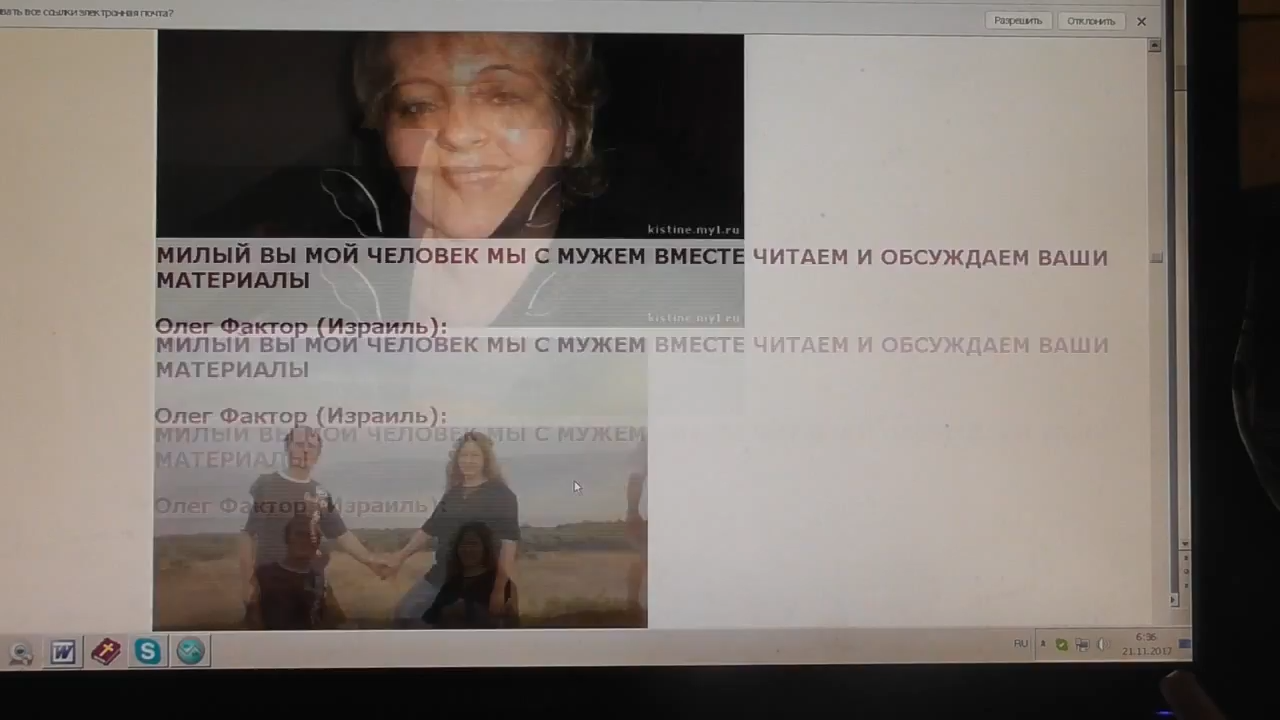 вать все ссылки электронная почта?
Разрешить
Отклонить
kistine.my1.ru
МИЛЫЙ ВЫ МОЙ ЧЕЛОВЕК МЫ С МУЖЕМ ВМЕСТЕ ЧИТАЕМ И ОБСУЖДАЕМ ВАШИ
МАТЕРИАЛЫ
kistine.my1.ru
Олег Фактор (Израиль):
МИЛЫЙ ВЫ МОЙ ЧЕЛОВЕК МЫ С МУЖЕМ ВМЕСТЕ ЧИТАЕМ И ОБСУЖДАЕМ ВАШИ
МАТЕРИАЛЫ
Олег Фактор (Израиль):
МИЛЫЙ ВЫ МОЙ ЧЕЛОВЕК МЫ С МУЖЕМ
МАТЕРИАЛЫ
Олег Фактор (Израиль):
W
S
RU
6:36
21.11.2017